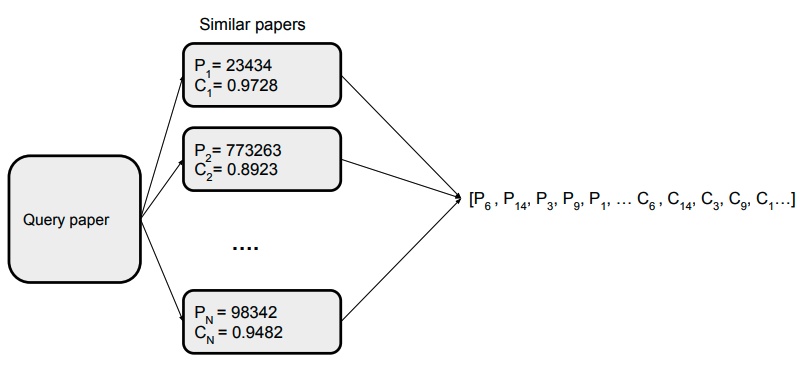 Similar papers
P1= 23434
C1= 0.9728
P2= 773263
C2= 0.8923
Query paper
[P6 , P14, P3, P9, P1, … C6 , C14, C3, C9, C1…]
....
PN = 98342
CN = 0.9482